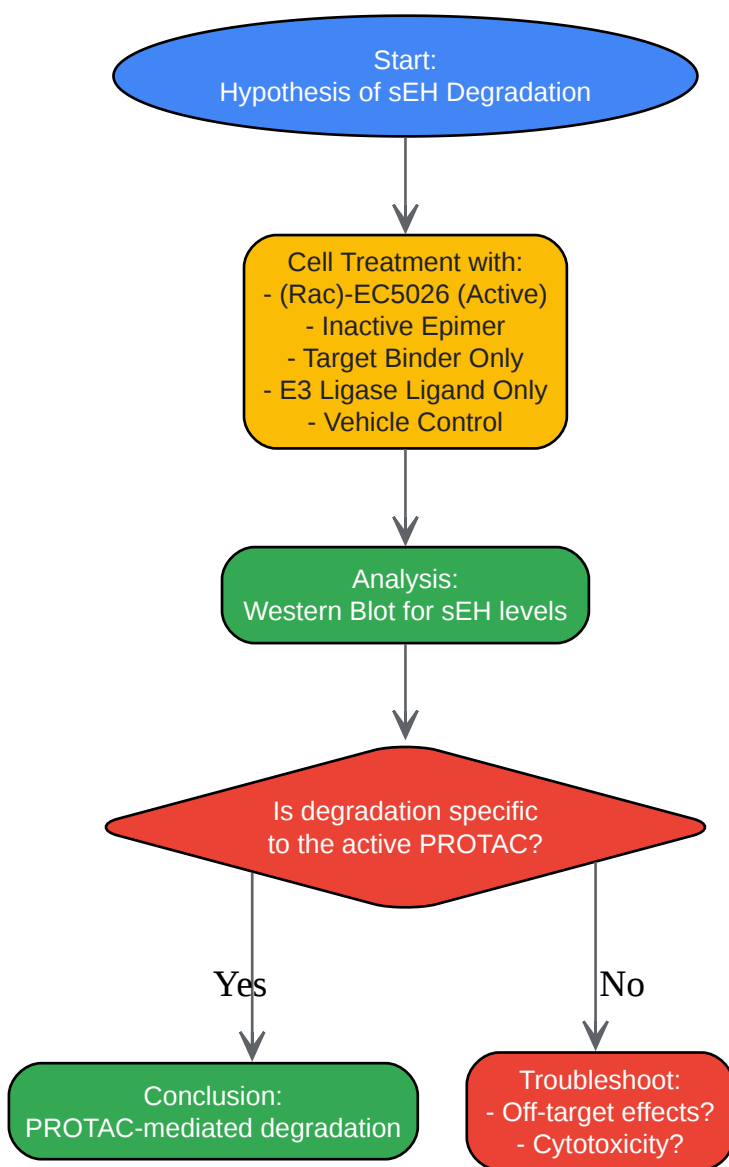 Start:
Hypothesis of sEH Degradation
Cell Treatment with:
- (Rac)-EC5026 (Active)
- Inactive Epimer
- Target Binder Only
- E3 Ligase Ligand Only
- Vehicle Control
Analysis:
Western Blot for sEH levels
Is degradation specific
to the active PROTAC?
Yes
No
Conclusion:
PROTAC-mediated degradation
Troubleshoot:
- Off-target effects?
- Cytotoxicity?